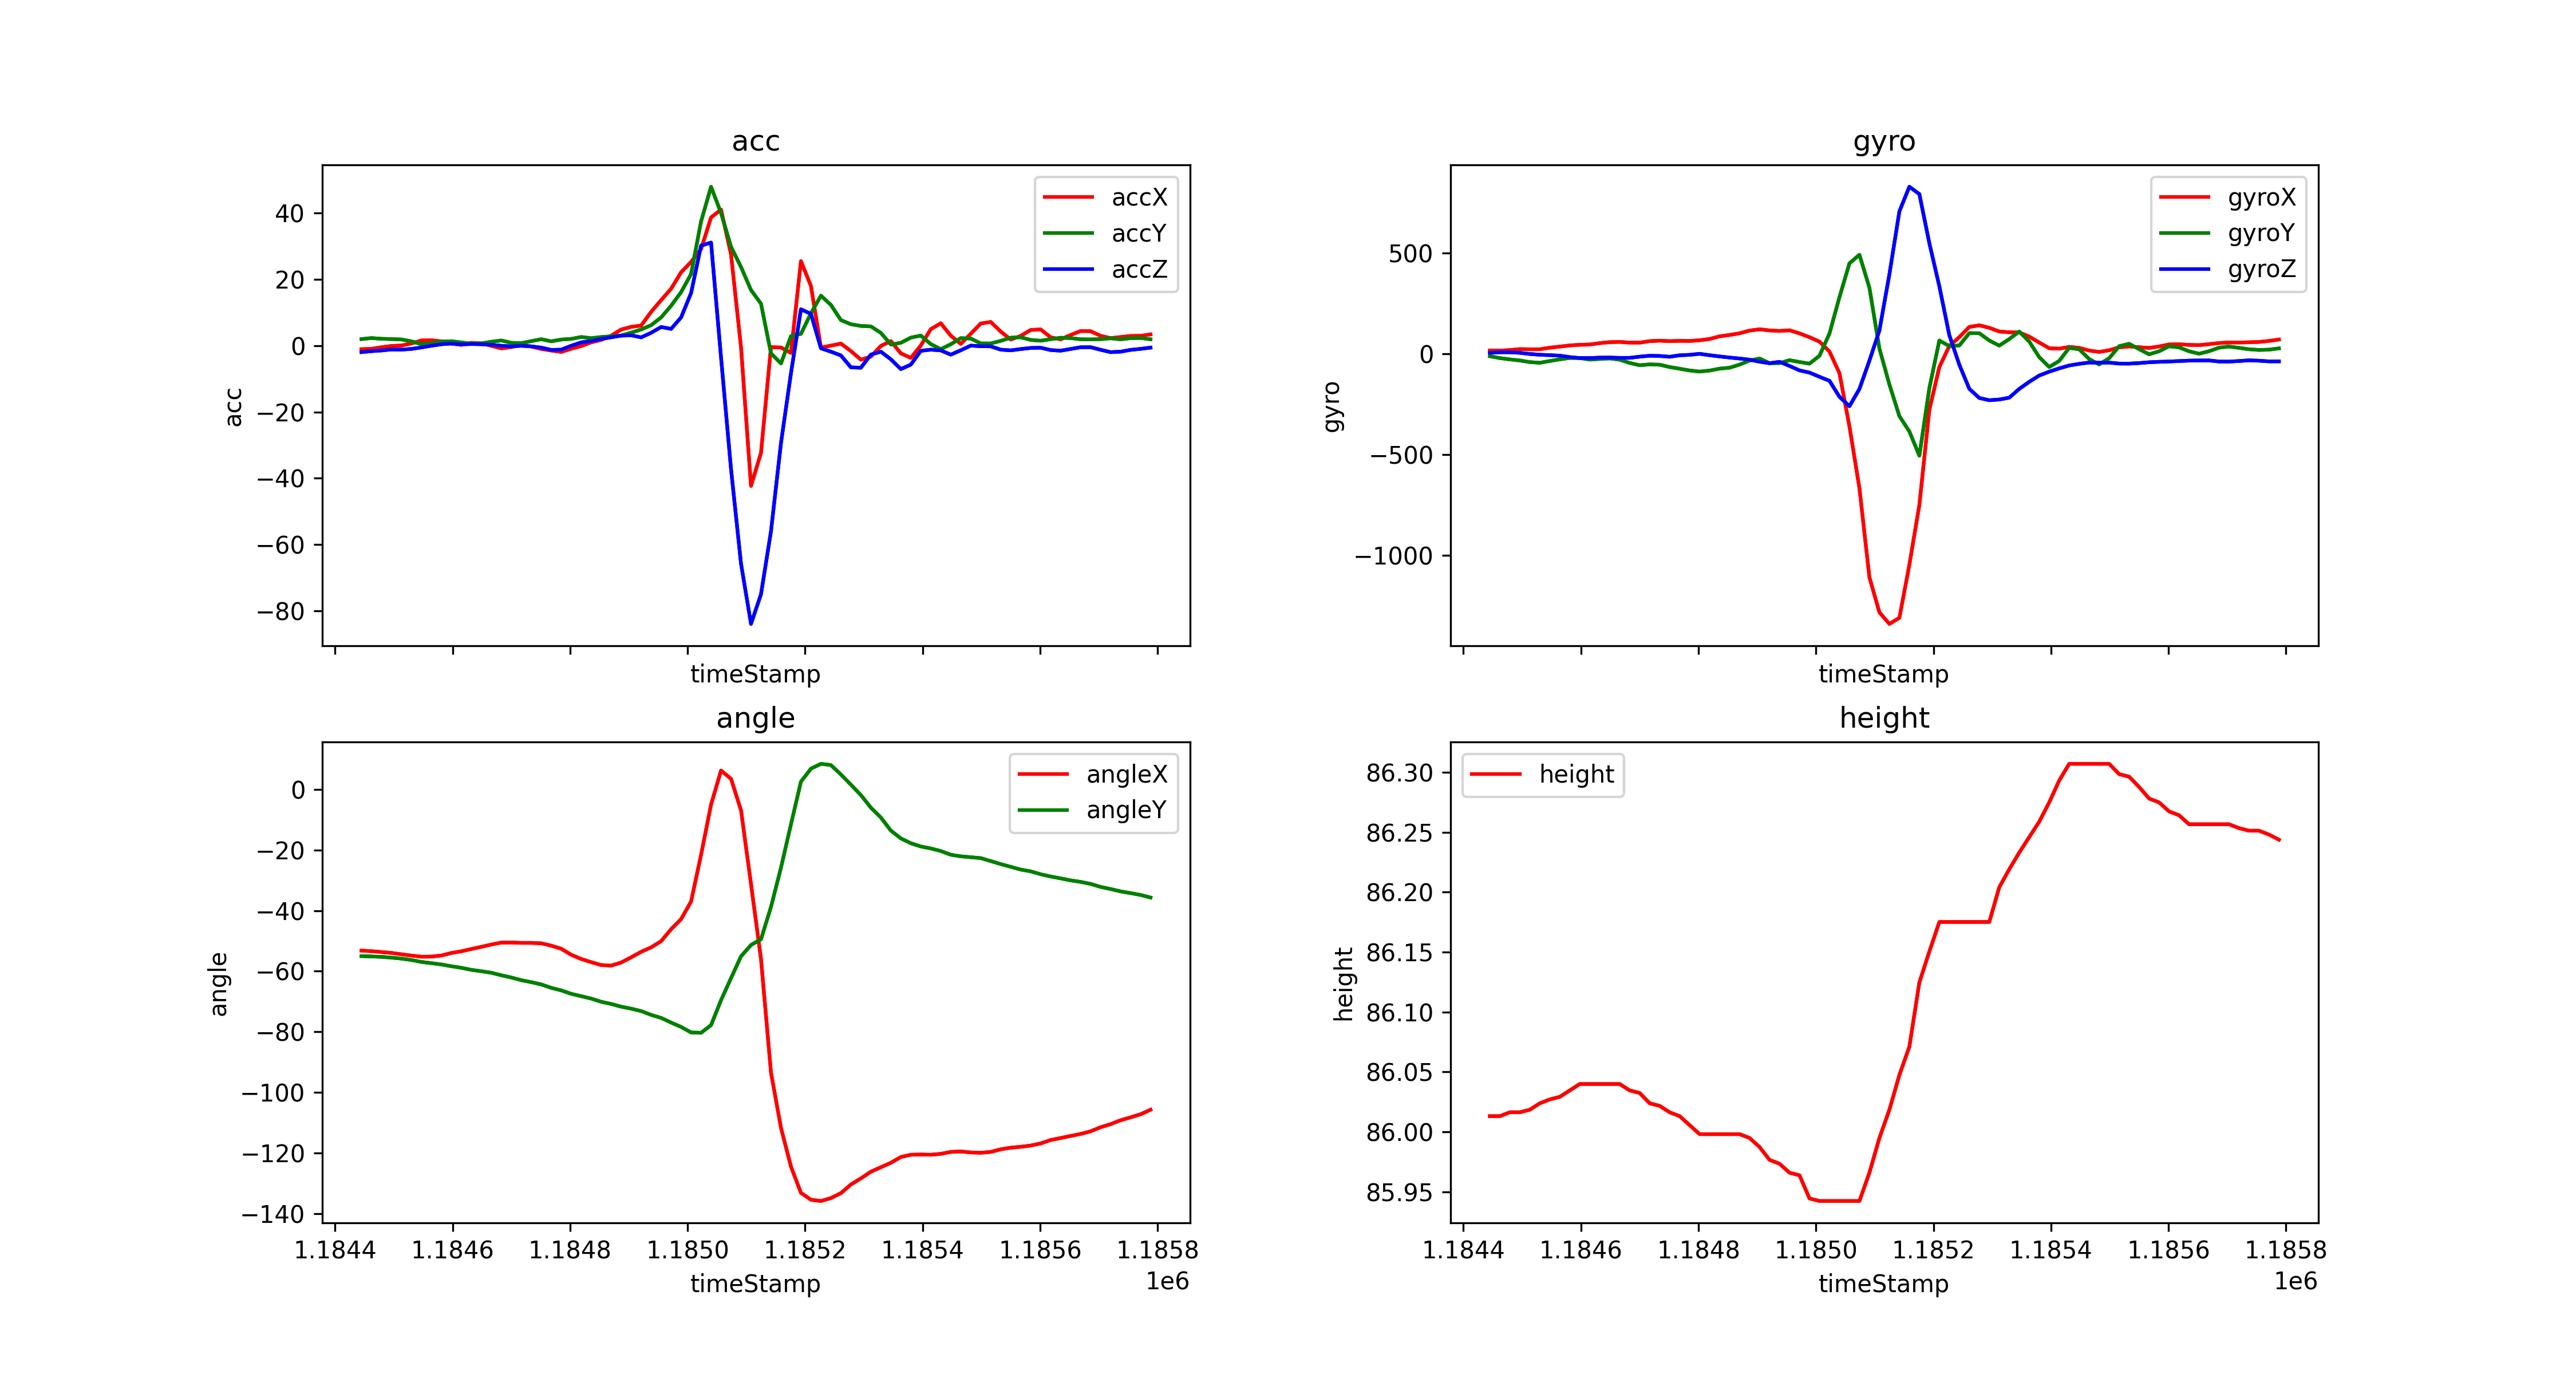 acc
accX
accY
accZ
40
20
0
−20
−40
−60
−80
acc
timeStamp
gyro
gyroX
gyroY
gyroZ
500
0
−500
−1000
gyro
timeStamp
angle
angleX
angleY
0
−20
−40
−60
−80
−100
−120
−140
angle
1.1844 1.1846 1.1848 1.1850 1.1852 1.1854 1.1856 1.1858
1e6
timeStamp
height
height
86.30
86.25
86.20
86.15
86.10
86.05
86.00
85.95
height
1.1844 1.1846 1.1848 1.1850 1.1852 1.1854 1.1856 1.1858
1e6
timeStamp